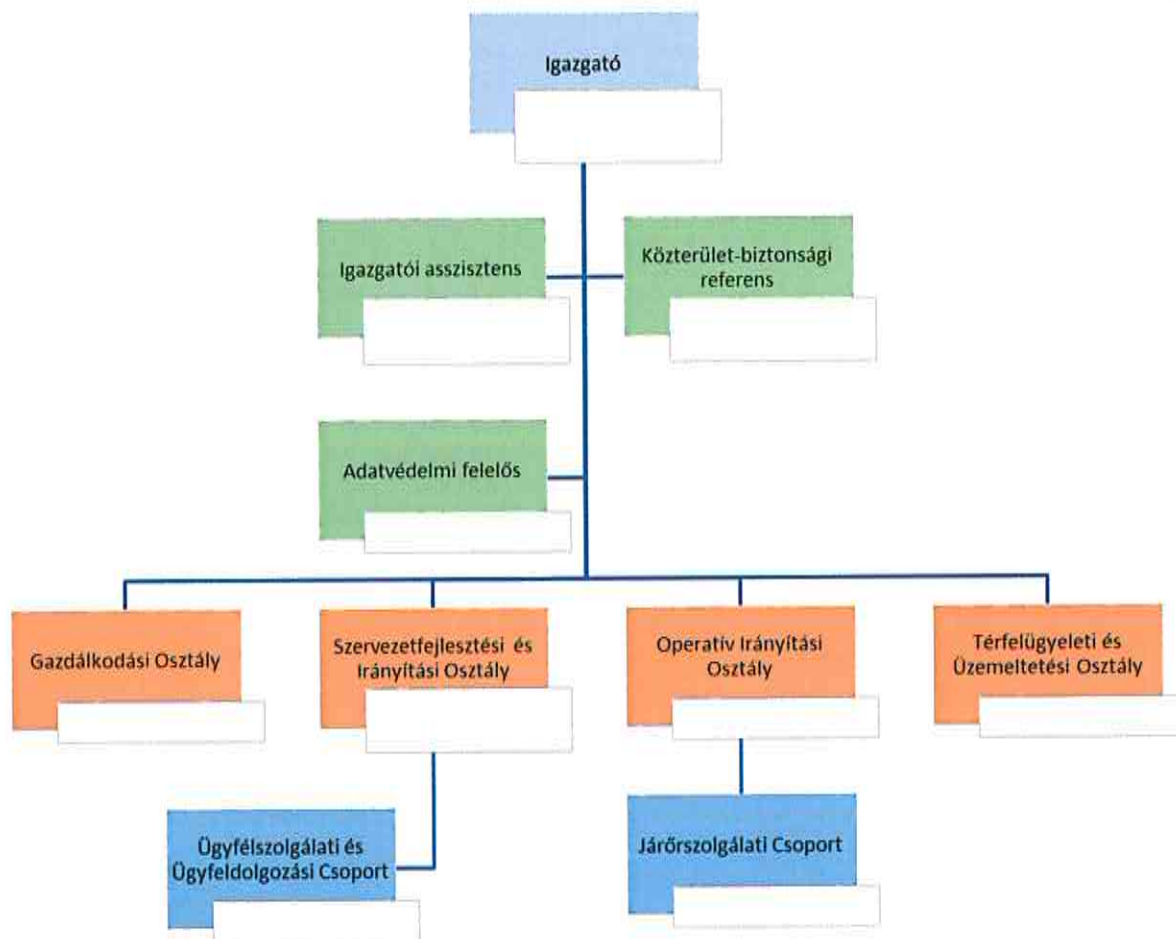 Igazgató
Igazgatói asszisztens
Közterület-biztonsági
referens
Adatvédelmi felelős
Gazdálkodási Osztály
Szervezetfejlesztési és
Irányítási Osztály
Operatív Irányítási
Osztály
Térfelügyeleti és
Üzemeltetési Osztály
Ügyfélszolgálati és
Ügyfeldolgozási Csoport
Járőrszolgálati Csoport